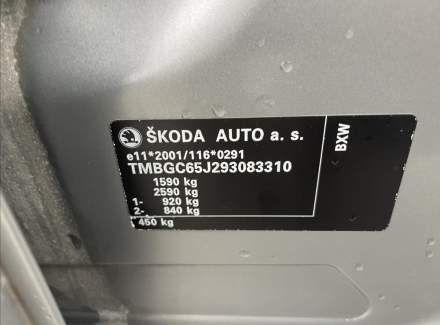 ŠKODA AUTO a. s.
e11*2001/116*0291
TMBGC65J293083310
1590 kg
2590 kg
1- 920 kg
2- 840 kg
450 kg
BXW